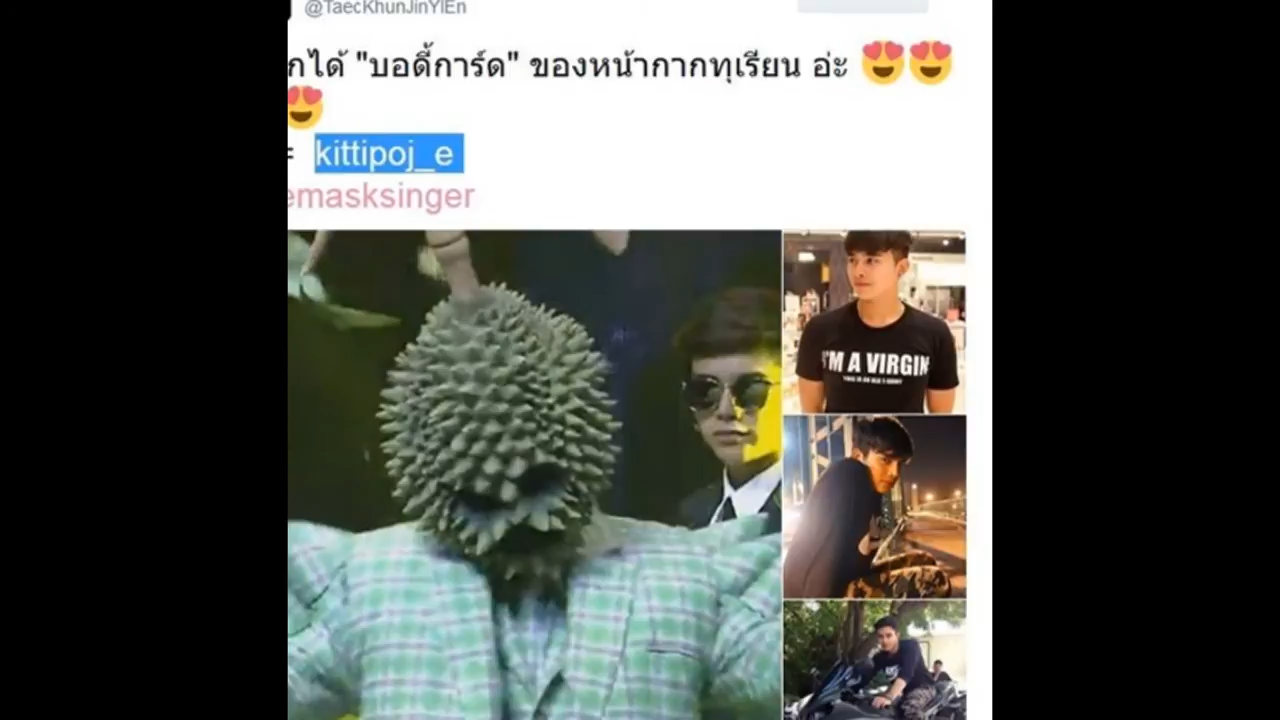 @TaecKhunJinYiEn
กได้ "บอดี้การ์ด" ของหน้ากากทุเรียน อ่ะ 😍😍
😍
= kittipoj_e
emasksinger
I'M A VIRGIN